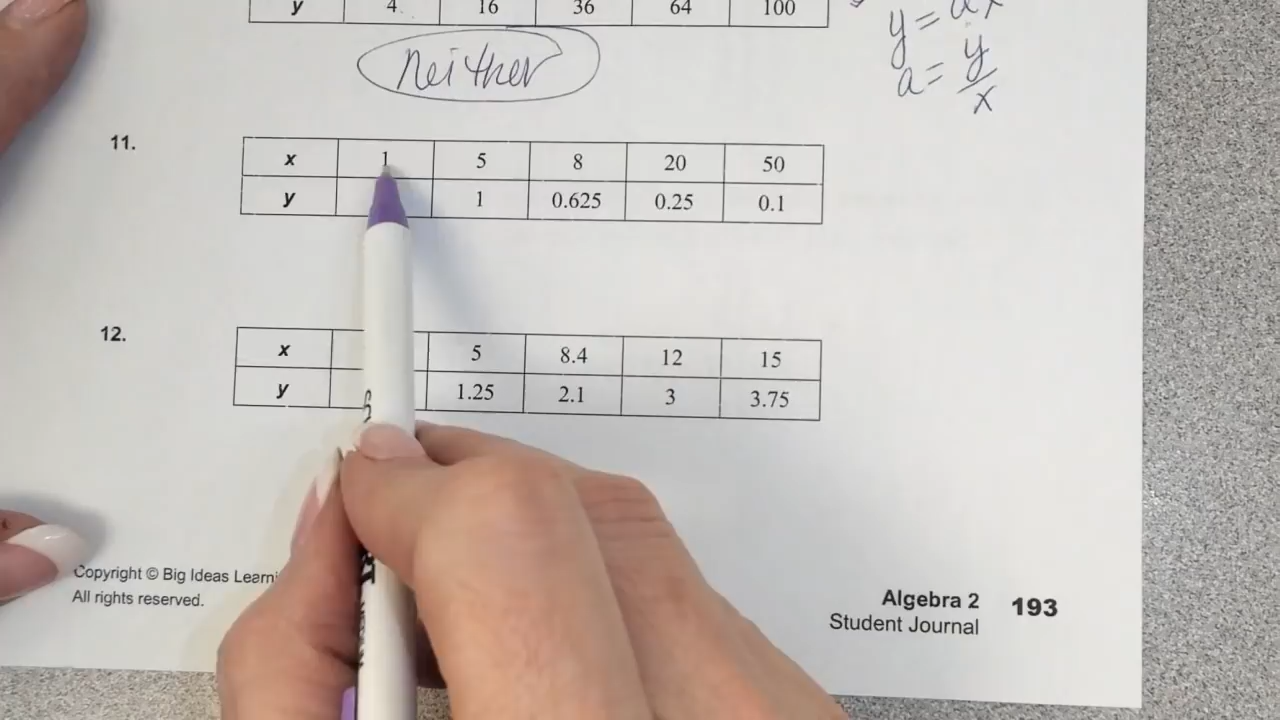 y 4 16 36 64 100
y = ax
a = y/x
neither
11.
x 1 5 8 20 50
y 1 0.625 0.25 0.1
12.
x 5 8.4 12 15
y 1.25 2.1 3 3.75
Copyright © Big Ideas
All rights reserved.
Algebra 2 193
Student Journal